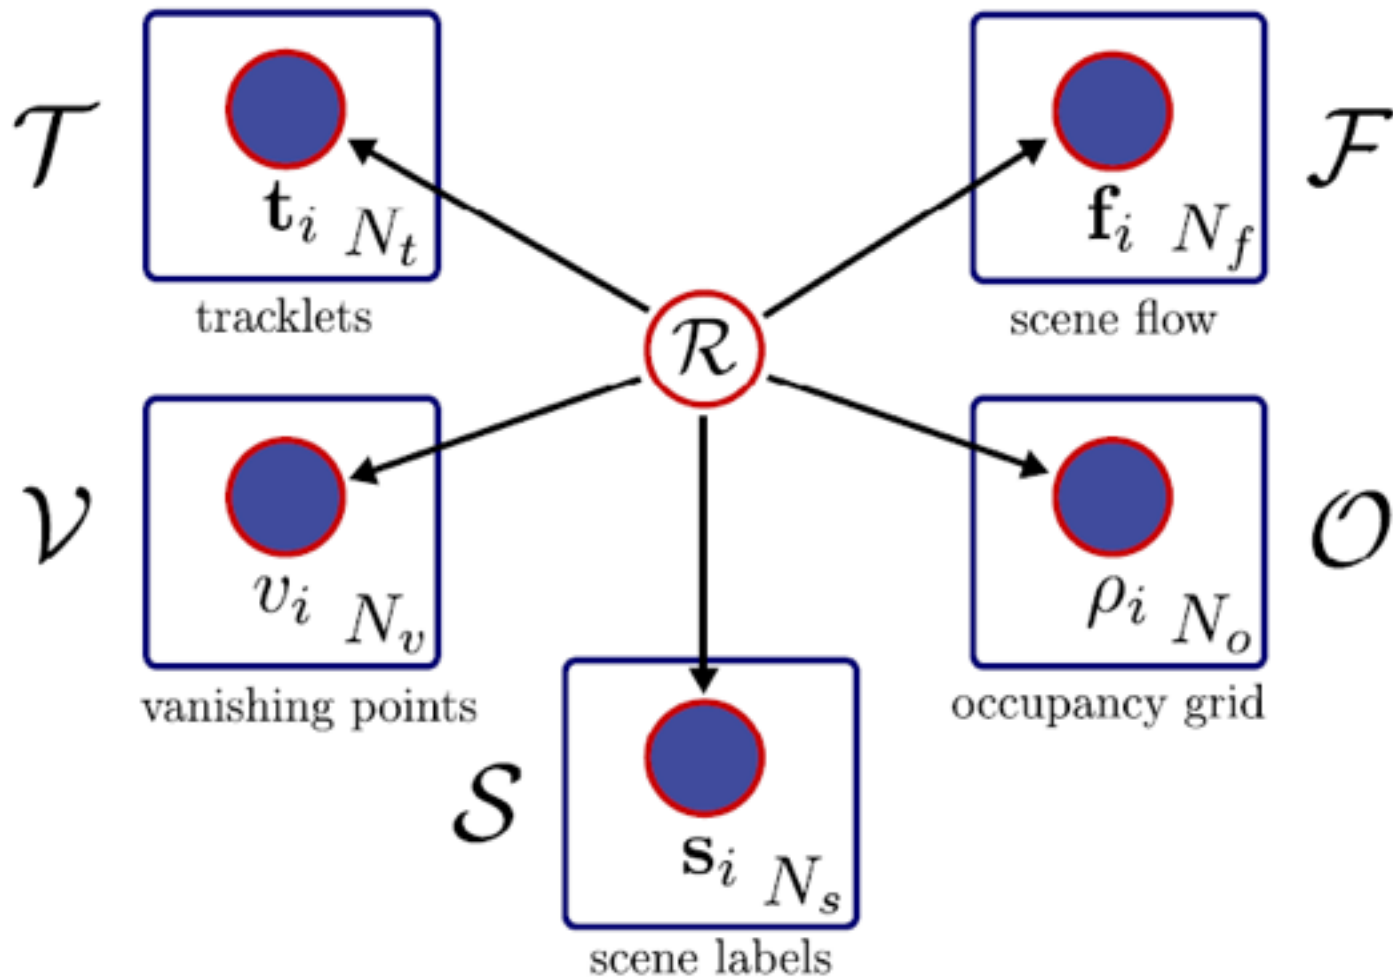 𝒯
t_i N_t
tracklets
ℱ
f_i N_f
scene flow
ℛ
𝒱
v_i N_v
vanishing points
𝒪
ρ_i N_o
occupancy grid
𝒮
s_i N_s
scene labels